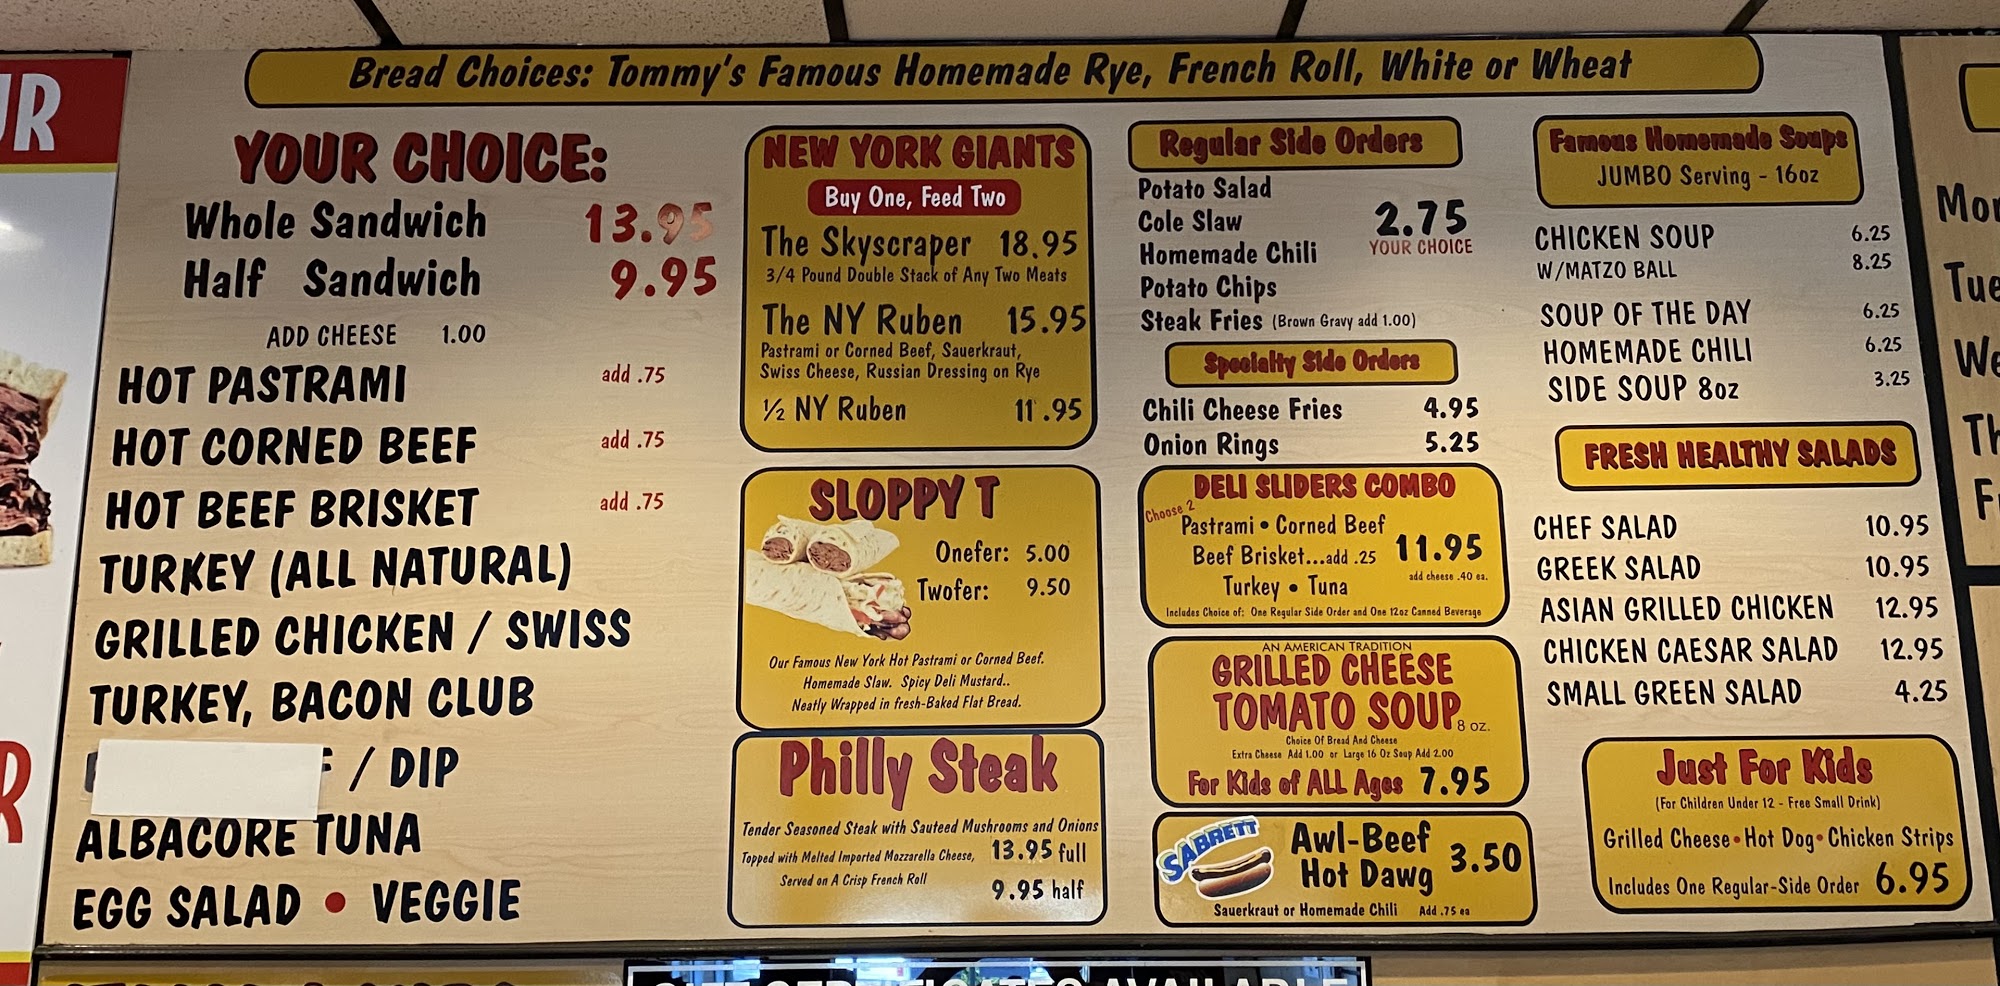 Bread Choices: Tommy's Famous Homemade Rye, French Roll, White or Wheat
YOUR CHOICE:
Whole Sandwich 13.95
Half Sandwich 9.95
ADD CHEESE 1.00
HOT PASTRAMI add .75
HOT CORNED BEEF add .75
HOT BEEF BRISKET add .75
TURKEY (ALL NATURAL)
GRILLED CHICKEN / SWISS
TURKEY, BACON CLUB
/ DIP
ALBACORE TUNA
EGG SALAD • VEGGIE
NEW YORK GIANTS
Buy One, Feed Two
The Skyscraper 18.95
3/4 Pound Double Stack of Any Two Meats
The NY Ruben 15.95
Pastrami or Corned Beef, Sauerkraut,
Swiss Cheese, Russian Dressing on Rye
½ NY Ruben 11.95
SLOPPY T
Onefer: 5.00
Twofer: 9.50
Our Famous New York Hot Pastrami or Corned Beef.
Homemade Slaw. Spicy Deli Mustard..
Neatly Wrapped in fresh-Baked Flat Bread.
Philly Steak
Tender Seasoned Steak with Sauteed Mushrooms and Onions
Topped with Melted Imported Mozzarella Cheese, 13.95 full
Served on A Crisp French Roll
9.95 half
Regular Side Orders
Potato Salad
Cole Slaw 2.75
Homemade Chili YOUR CHOICE
Potato Chips
Steak Fries (Brown Gravy add 1.00)
Specialty Side Orders
Chili Cheese Fries 4.95
Onion Rings 5.25
DELI SLIDERS COMBO
Choose 2
Pastrami • Corned Beef
Beef Brisket...add .25 11.95
Turkey • Tuna add cheese .40 ea.
Includes Choice of: One Regular Side Order and One 12oz Canned Beverage
AN AMERICAN TRADITION
GRILLED CHEESE
TOMATO SOUP 8 oz.
Choice Of Bread And Cheese
Extra Cheese Add 1.00 or Large 16 Oz Soup Add 2.00
For Kids of ALL Ages 7.95
SABRETT
Awl-Beef
Hot Dawg 3.50
Sauerkraut or Homemade Chili Add .75 ea
Famous Homemade Soups
JUMBO Serving - 16oz
CHICKEN SOUP 6.25
W/MATZO BALL 8.25
SOUP OF THE DAY 6.25
HOMEMADE CHILI 6.25
SIDE SOUP 8oz 3.25
FRESH HEALTHY SALADS
CHEF SALAD 10.95
GREEK SALAD 10.95
ASIAN GRILLED CHICKEN 12.95
CHICKEN CAESAR SALAD 12.95
SMALL GREEN SALAD 4.25
Just For Kids
(For Children Under 12 - Free Small Drink)
Grilled Cheese • Hot Dog • Chicken Strips
Includes One Regular-Side Order 6.95